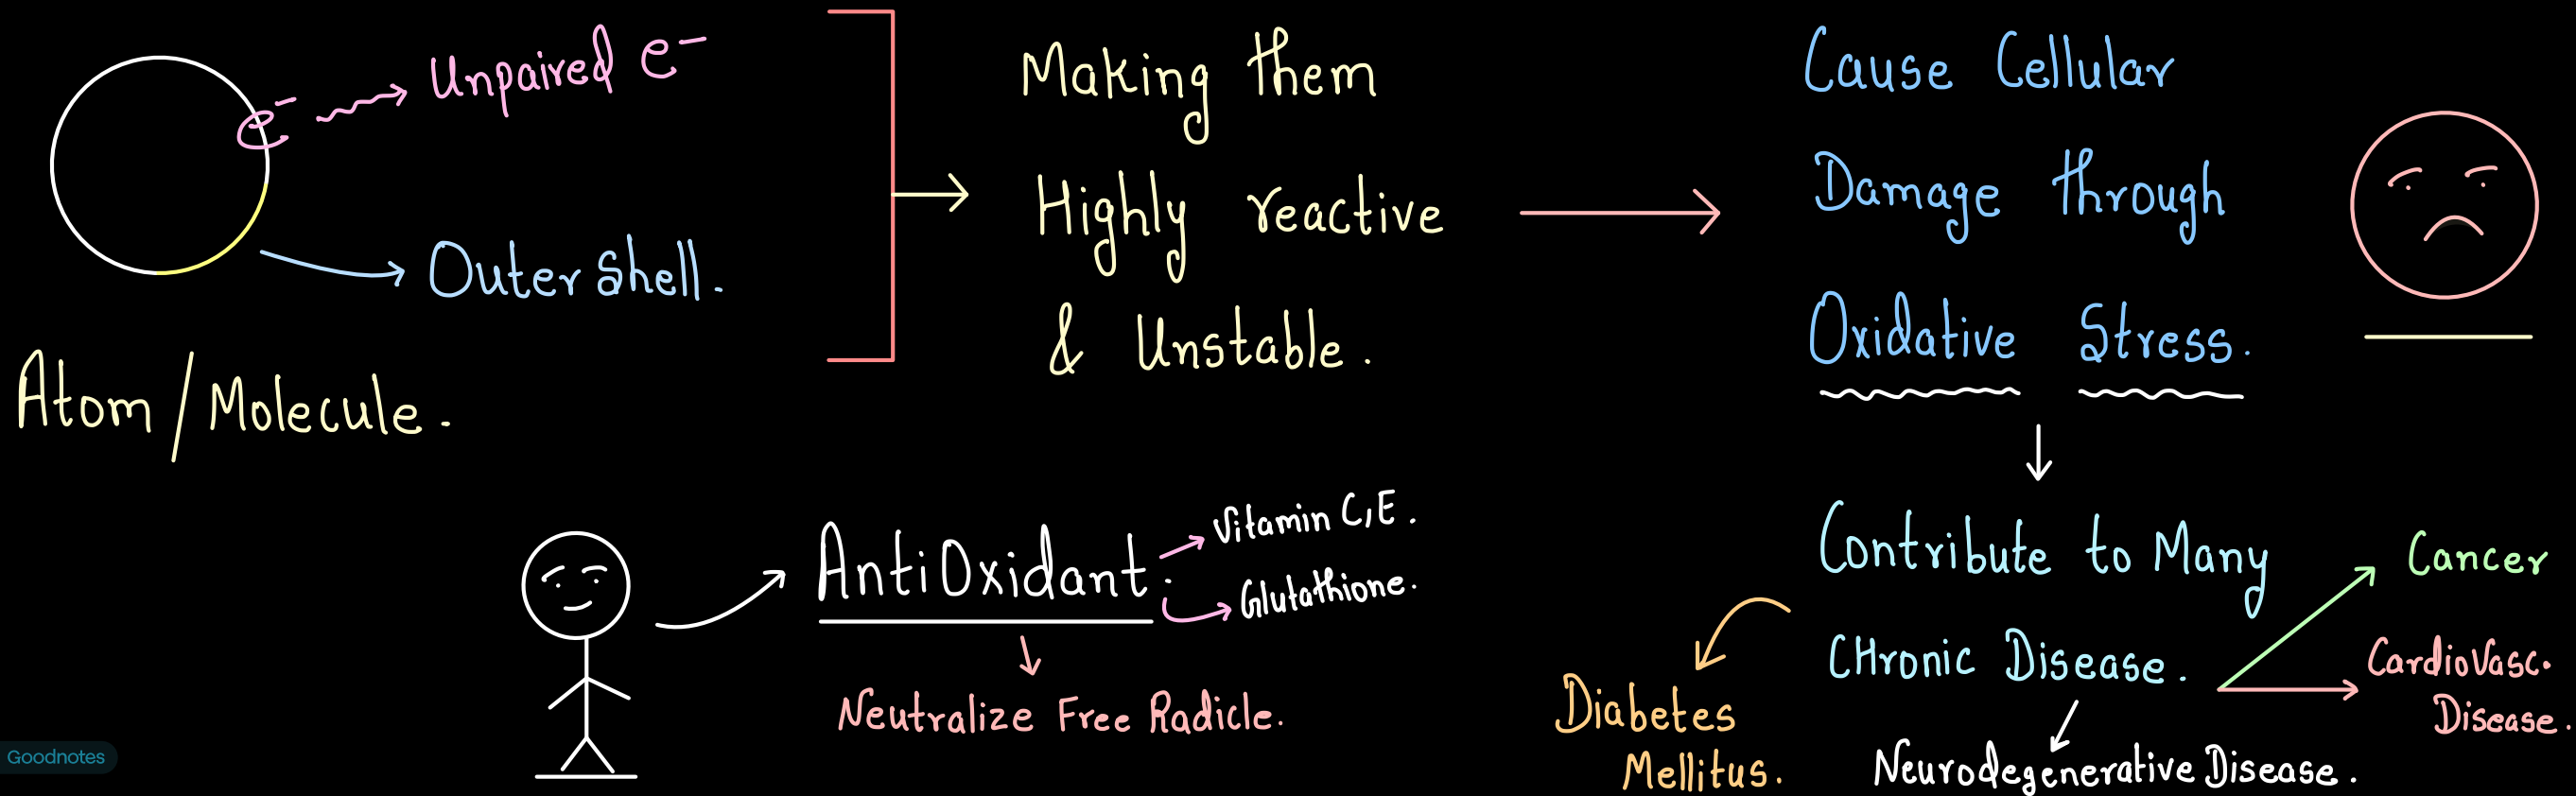 e⁻
Unpaired e⁻
Outer shell.
Atom/Molecule.
Making them
Highly reactive
& Unstable.
Cause Cellular
Damage through
Oxidative Stress.
Contribute to Many
CHronic Disease.
Cancer
CardioVasc.
Disease.
Neurodegenerative Disease.
Diabetes
Mellitus.
AntiOxidant.
Vitamin C,E.
Glutathione.
Neutralize Free Radicle.
Goodnotes